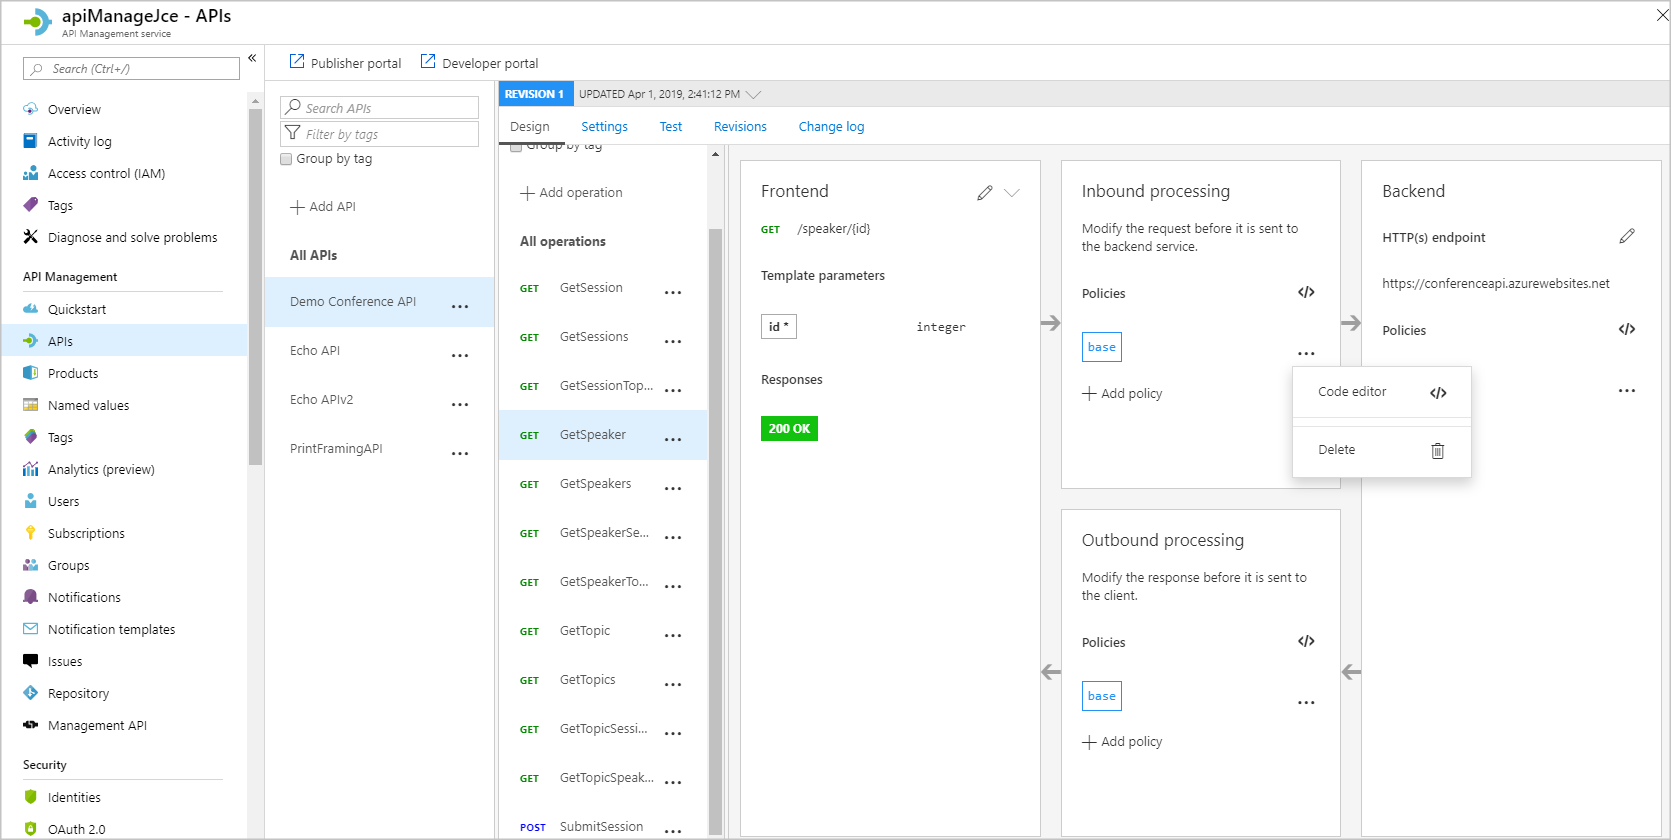 apiManageJce - APIs
API Management service
Search (Ctrl+/)
«
Overview
Activity log
Access control (IAM)
Tags
Diagnose and solve problems
API Management
Quickstart
APIs
Products
Named values
Tags
Analytics (preview)
Users
Subscriptions
Groups
Notifications
Notification templates
Issues
Repository
Management API
Security
Identities
OAuth 2.0
Publisher portal
Developer portal
Search APIs
Filter by tags
Group by tag
Add API
All APIs
Demo Conference API
Echo API
Echo APIv2
PrintFramingAPI
REVISION 1 UPDATED Apr 1, 2019, 2:41:12 PM
Design Settings Test Revisions Change log
Group by tag
Add operation
All operations
GET GetSession
GET GetSessions
GET GetSessionTop...
GET GetSpeaker
GET GetSpeakers
GET GetSpeakerSe...
GET GetSpeakerTo...
GET GetTopic
GET GetTopics
GET GetTopicSessi...
GET GetTopicSpeak...
POST SubmitSession
Frontend
GET /speaker/{id}
Template parameters
id * integer
Responses
200 OK
Inbound processing
Modify the request before it is sent to
the backend service.
Policies </>
base
Add policy
Code editor </>
Delete
Outbound processing
Modify the response before it is sent to
the client.
Policies </>
base
Add policy
Backend
HTTP(s) endpoint
https://conferenceapi.azurewebsites.net
Policies </>